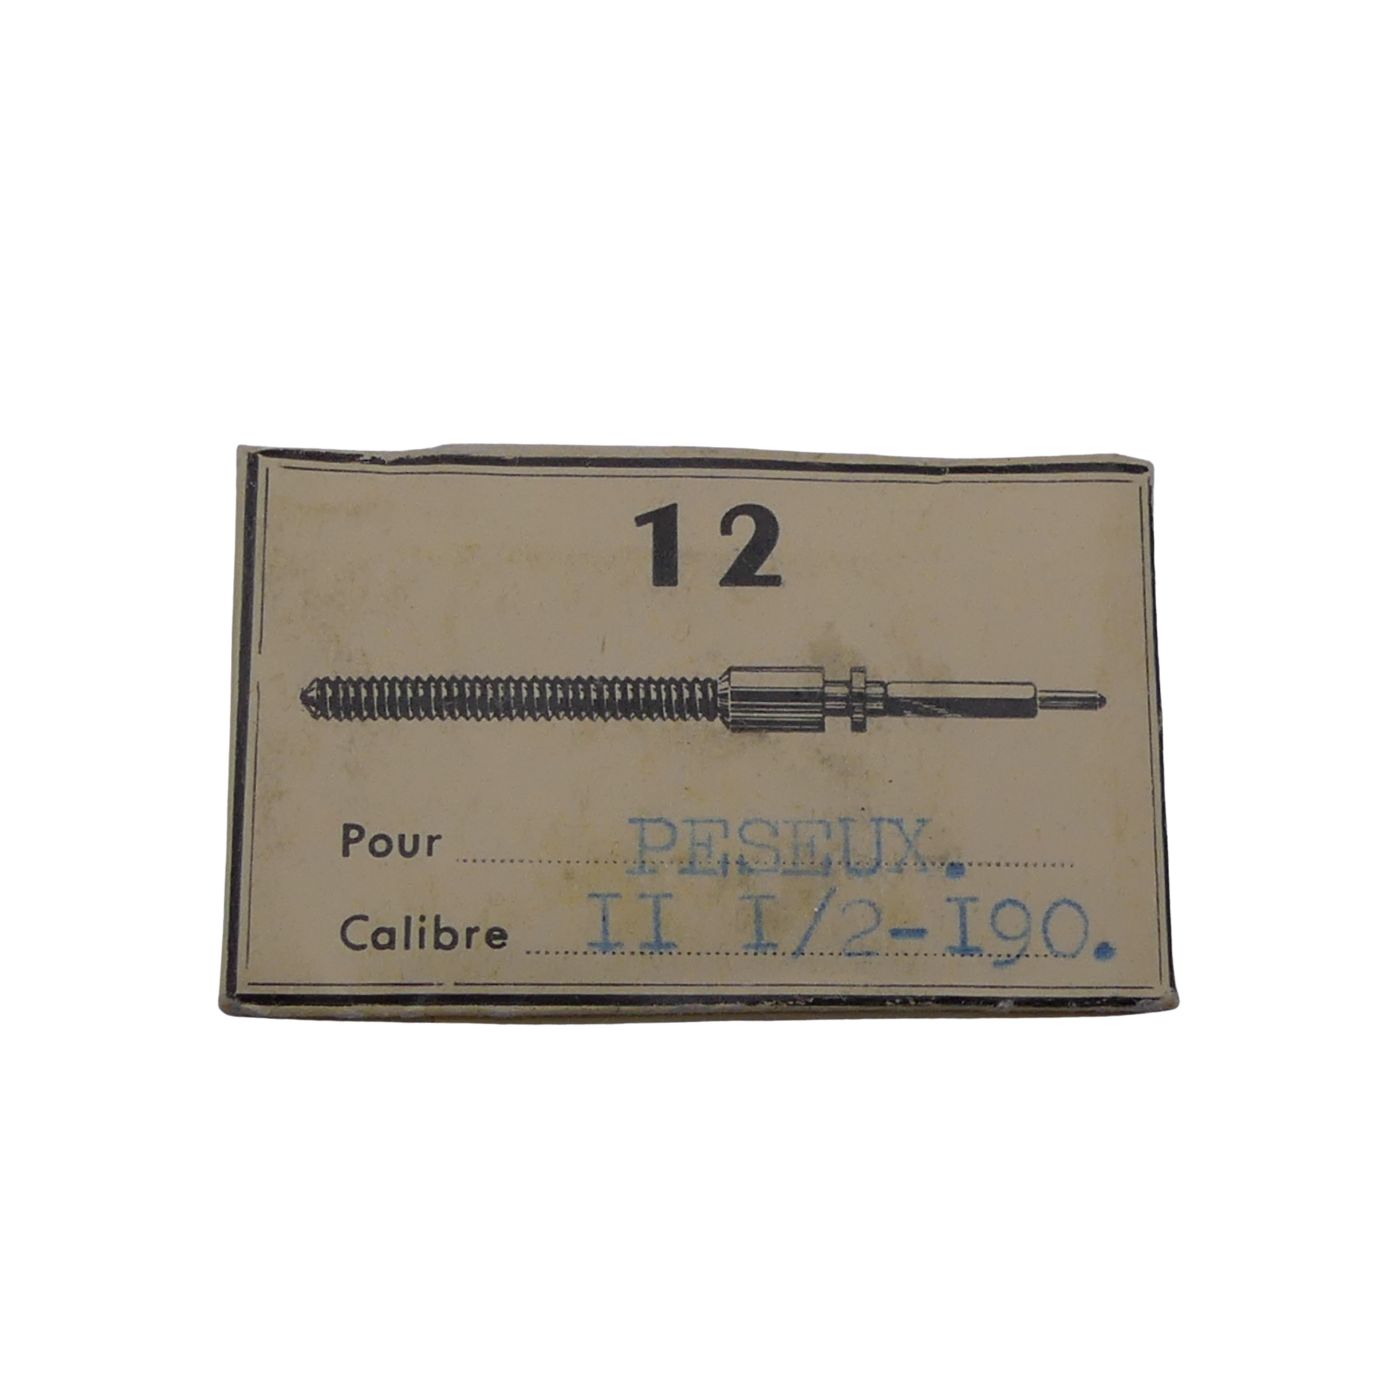 12
Pour PESEUX.
Calibre II I/2-I90.